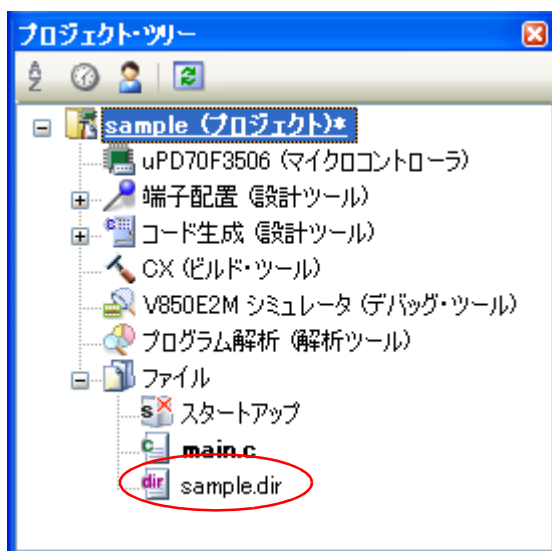 プロジェクト・ツリー
sample (プロジェクト)*
uPD70F3506 (マイクロコントローラ)
端子配置 (設計ツール)
コード生成 (設計ツール)
CX (ビルド・ツール)
V850E2M シミュレータ (デバッグ・ツール)
プログラム解析 (解析ツール)
ファイル
スタートアップ
main.c
sample.dir